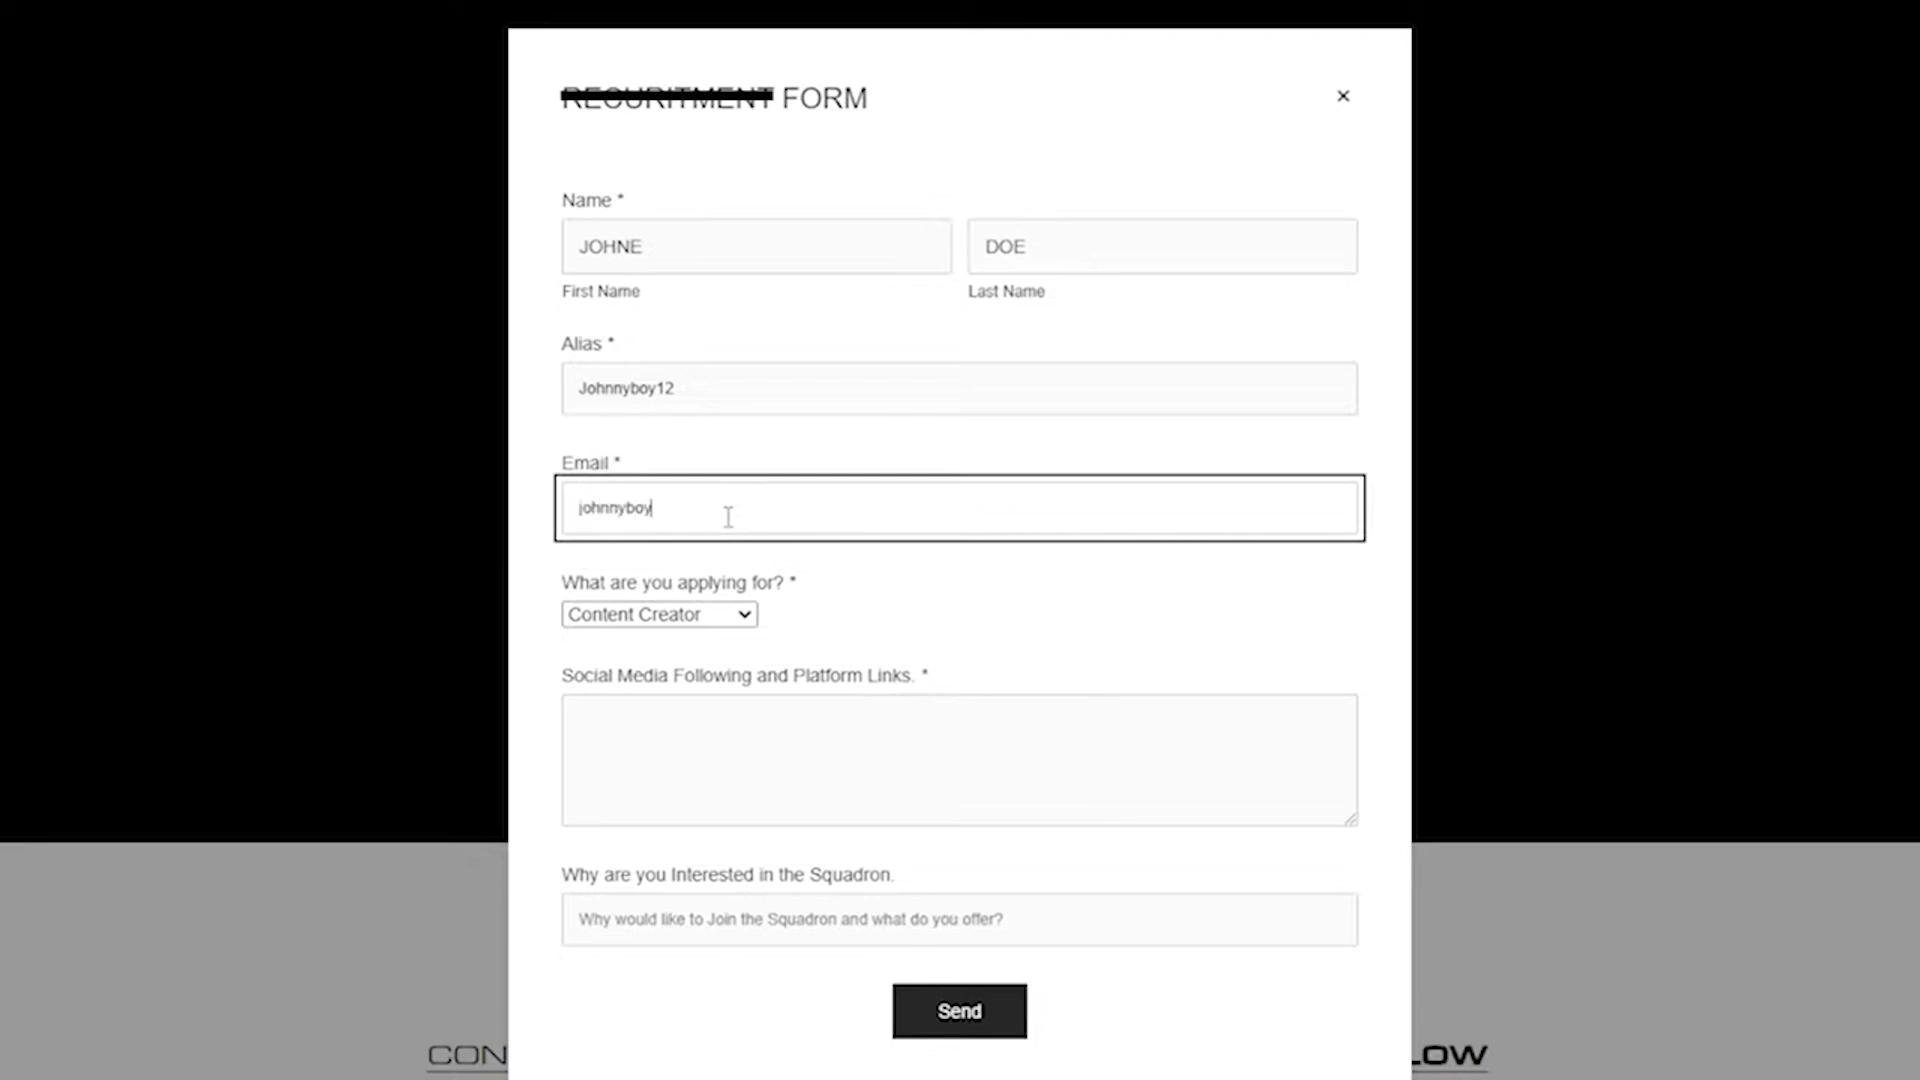 RECURITMENT FORM
×
Name *
JOHNE
DOE
First Name
Last Name
Alias *
Johnnyboy12
Email *
johnnyboy
What are you applying for? *
Content Creator
Social Media Following and Platform Links. *
Why are you Interested in the Squadron.
Why would like to Join the Squadron and what do you offer?
Send
CON
LOW